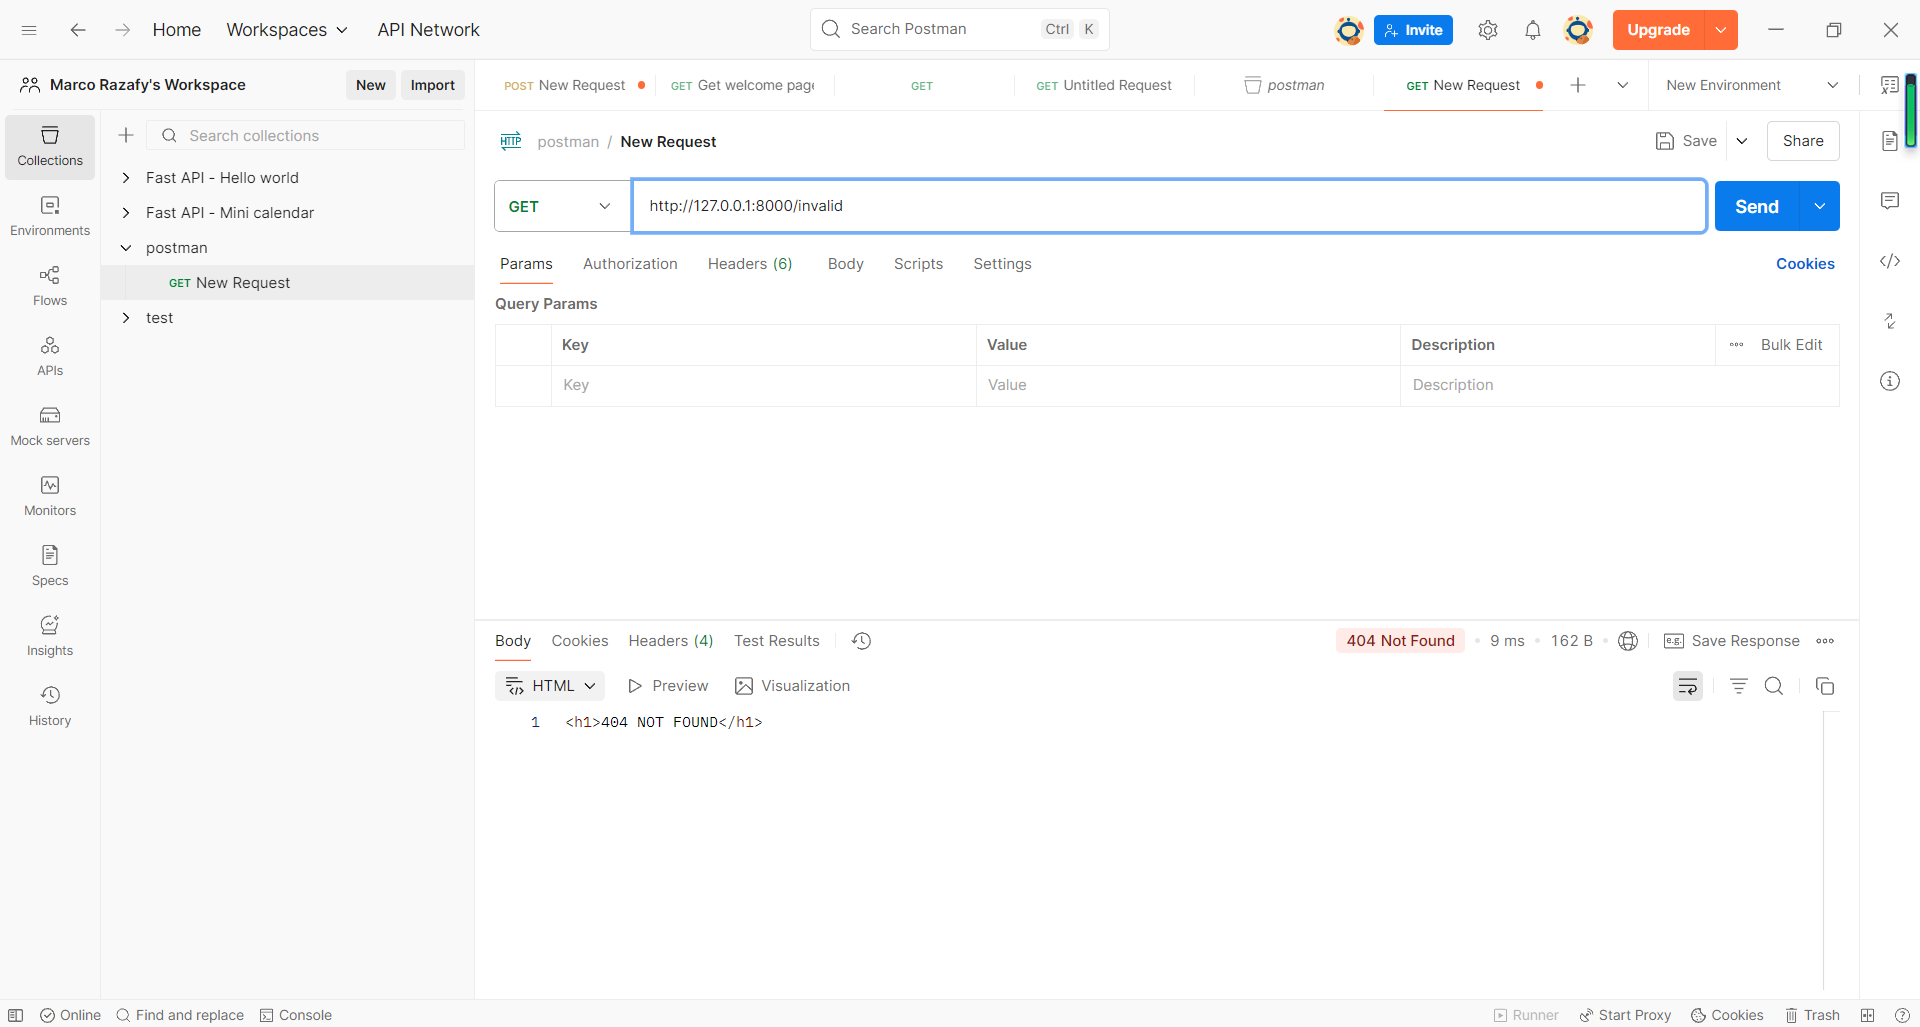 Home Workspaces API Network Search Postman Ctrl K Invite Upgrade
Marco Razafy's Workspace New Import
POST New Request GET Get welcome page GET GET Untitled Request postman GET New Request New Environment
Search collections
Collections
Environments
Flows
APIs
Mock servers
Monitors
Specs
Insights
History
Fast API - Hello world
Fast API - Mini calendar
postman
GET New Request
test
HTTP postman / New Request Save Share
GET http://127.0.0.1:8000/invalid Send
Params Authorization Headers (6) Body Scripts Settings Cookies
Query Params
Key Value Description Bulk Edit
Key Value Description
Body Cookies Headers (4) Test Results 404 Not Found 9 ms 162 B e.g. Save Response
HTML Preview Visualization
1 <h1>404 NOT FOUND</h1>
Online Find and replace Console Runner Start Proxy Cookies Trash